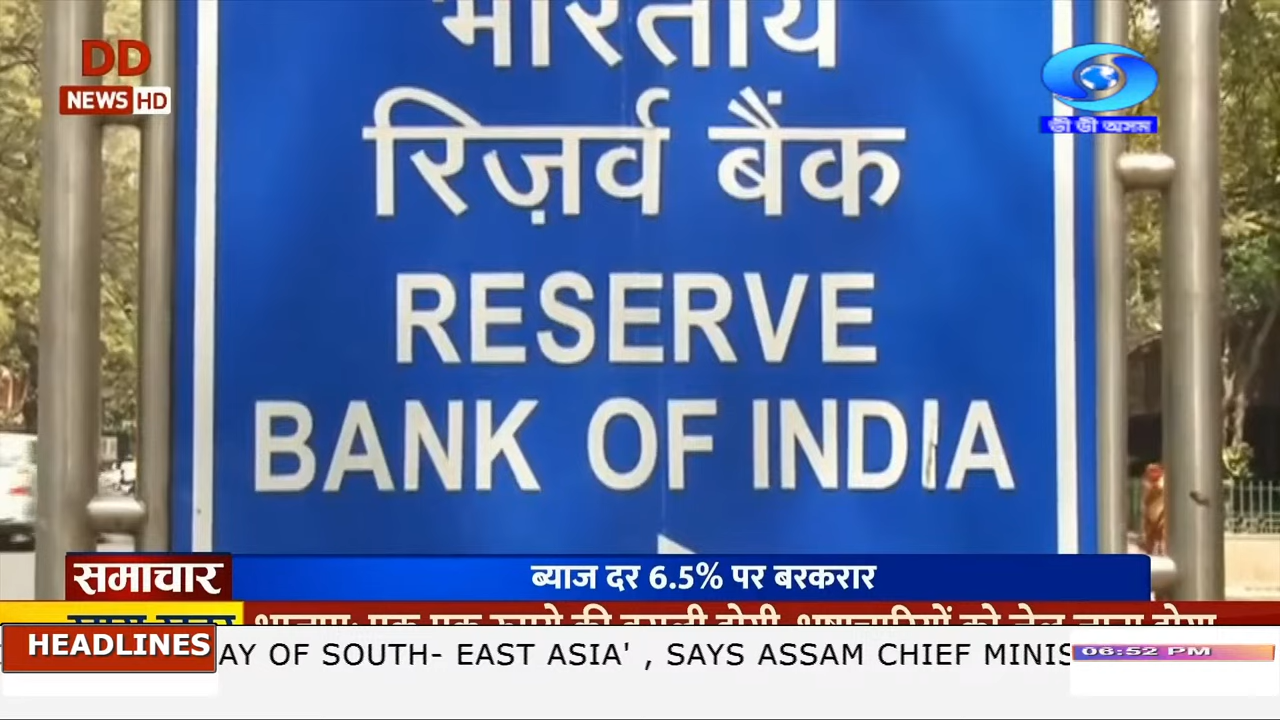 भारतीय
रिज़र्व बैंक
RESERVE
BANK OF INDIA
DD
NEWS HD
ডী ডী অসম
समाचार
ब्याज दर 6.5% पर बरकरार
HEADLINES
AY OF SOUTH- EAST ASIA' , SAYS ASSAM CHIEF MINIS
06:52 PM